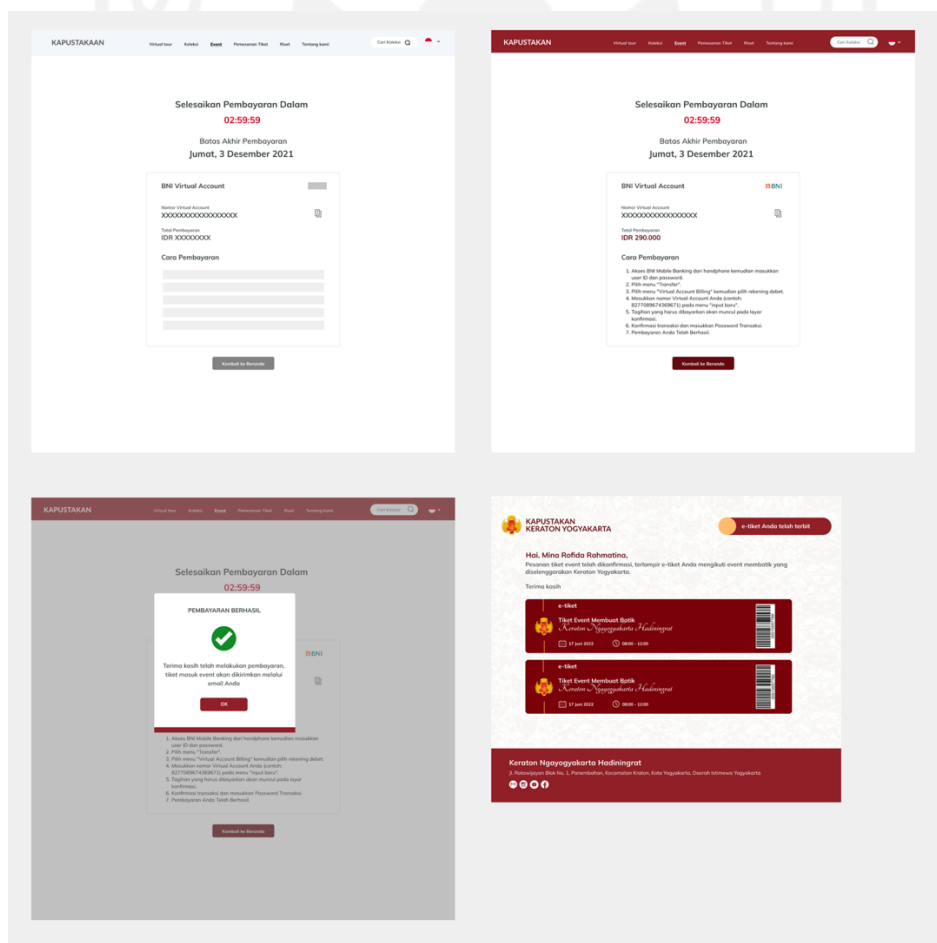 KAPUSTAKAAN
Virtual tour Koleksi Event Pemesanan Tiket Riset Tentang kami
Cari Koleksi
Selesaikan Pembayaran Dalam
02:59:59
Batas Akhir Pembayaran
Jumat, 3 Desember 2021
BNI Virtual Account
Nomor Virtual Account
XXXXXXXXXXXXXXXXX
Total Pembayaran
IDR XXXXXXXX
Cara Pembayaran
Kembali ke Beranda
KAPUSTAKAN
Virtual tour Koleksi Event Pemesanan Tiket Riset Tentang kami
Cari Koleksi
Selesaikan Pembayaran Dalam
02:59:59
Batas Akhir Pembayaran
Jumat, 3 Desember 2021
BNI Virtual Account
BNI
Nomor Virtual Account
XXXXXXXXXXXXXXXXX
Total Pembayaran
IDR 290.000
Cara Pembayaran
1. Akses BNI Mobile Banking dari handphone kemudian masukkan
user ID dan password.
2. Pilih menu "Transfer".
3. Pilih menu "Virtual Account Billing" kemudian pilih rekening debet.
4. Masukkan nomor Virtual Account Anda (contoh:
8277089674369671) pada menu "input baru".
5. Tagihan yang harus dibayarkan akan muncul pada layar
konfirmasi.
6. Konfirmasi transaksi dan masukkan Password Transaksi.
7. Pembayaran Anda Telah Berhasil.
Kembali ke Beranda
KAPUSTAKAN
Virtual tour Koleksi Event Pemesanan Tiket Riset Tentang kami
Cari Koleksi
Selesaikan Pembayaran Dalam
02:59:59
PEMBAYARAN BERHASIL
BNI
Terima kasih telah melakukan pembayaran,
tiket masuk event akan dikirimkan melalui
email Anda
OK
1. Akses BNI Mobile Banking dari handphone kemudian masukkan
user ID dan password.
2. Pilih menu "Transfer".
3. Pilih menu "Virtual Account Billing" kemudian pilih rekening debet.
4. Masukkan nomor Virtual Account Anda (contoh:
8277089674369671) pada menu "input baru".
5. Tagihan yang harus dibayarkan akan muncul pada layar
konfirmasi.
6. Konfirmasi transaksi dan masukkan Password Transaksi.
7. Pembayaran Anda Telah Berhasil.
Kembali ke Beranda
KAPUSTAKAN
KERATON YOGYAKARTA
e-tiket Anda telah terbit
Hai, Mina Rofida Rahmatina,
Pesanan tiket event telah dikonfirmasi, terlampir e-tiket Anda mengikuti event membatik yang
diselenggarakan Keraton Yogyakarta.
Terima kasih
e-tiket
Tiket Event Membuat Batik
Keraton Ngayogyakarta Hadiningrat
17 Juni 2022 08:00 - 11:00
e-tiket
Tiket Event Membuat Batik
Keraton Ngayogyakarta Hadiningrat
17 Juni 2022 08:00 - 11:00
Keraton Ngayogyakarta Hadiningrat
Jl. Rotowijayan Blok No. 1, Panembahan, Kecamatan Kraton, Kota Yogyakarta, Daerah Istimewa Yogyakarta